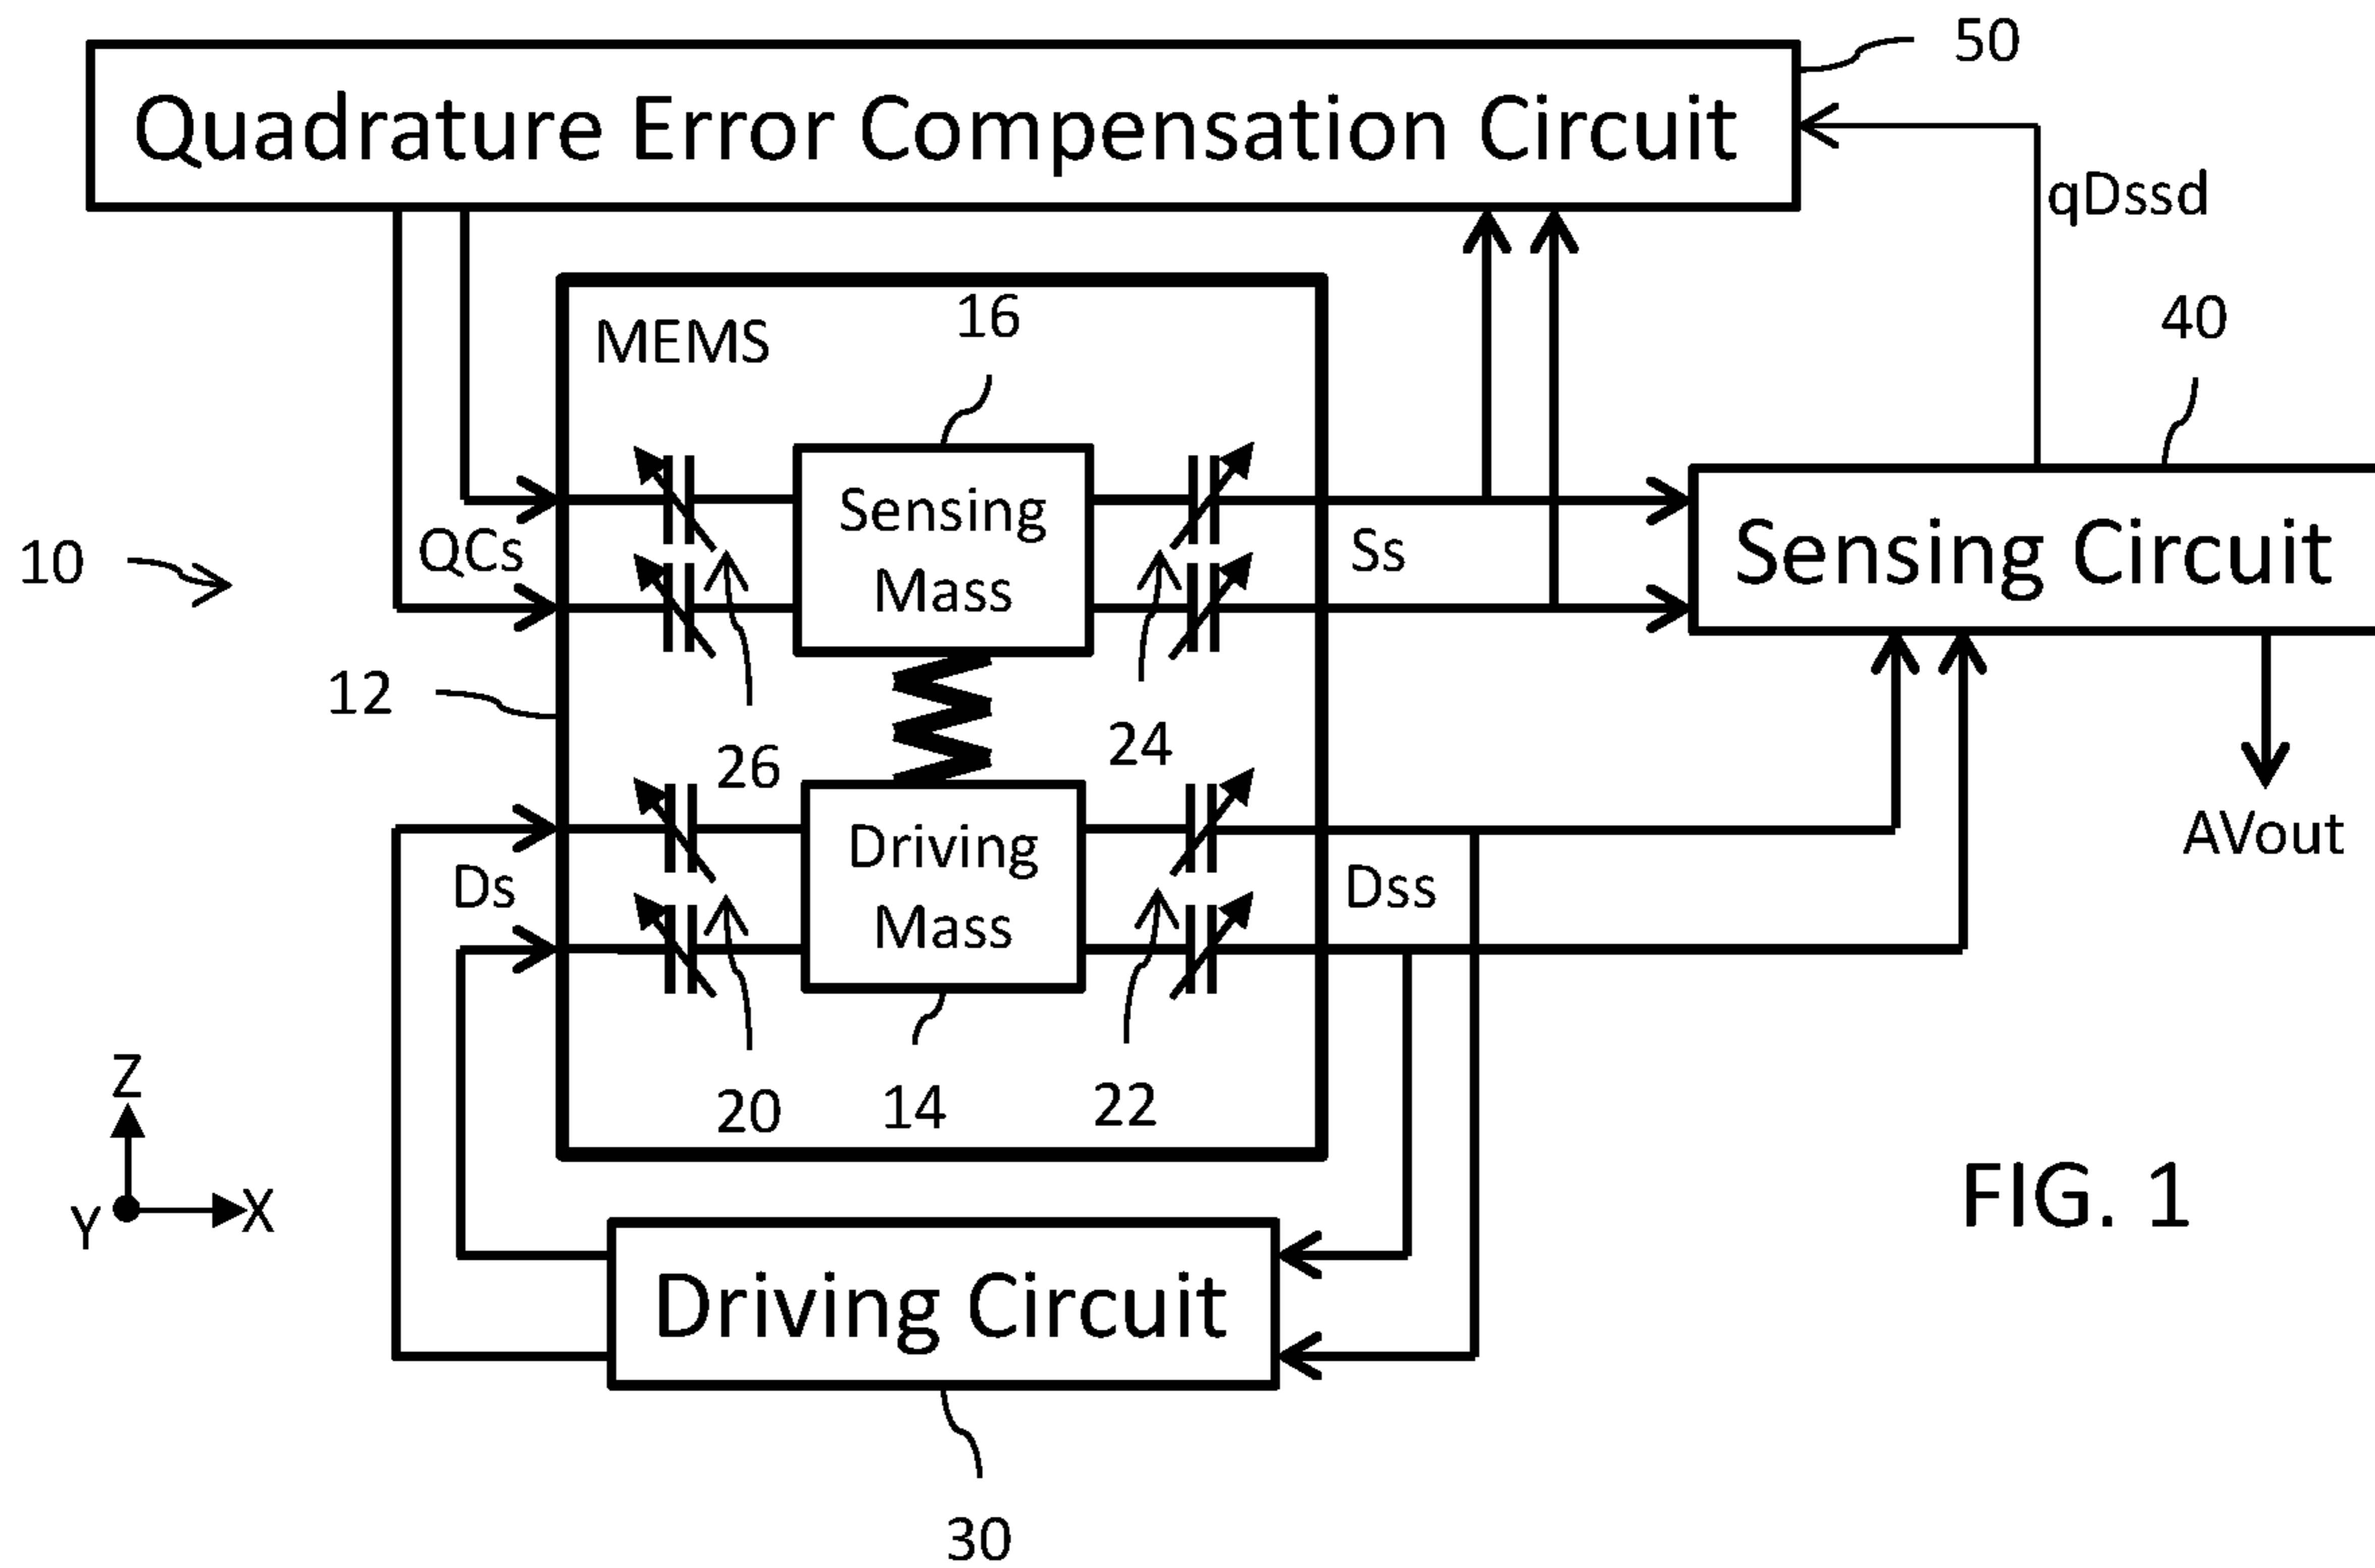 50
Quadrature Error Compensation Circuit
qDssd
MEMS
16
40
Sensing
Mass
QCs
Ss
Sensing Circuit
10
12
26
24
Driving
Mass
Ds
Dss
AVout
20
14
22
Z
Y
X
FIG. 1
Driving Circuit
30